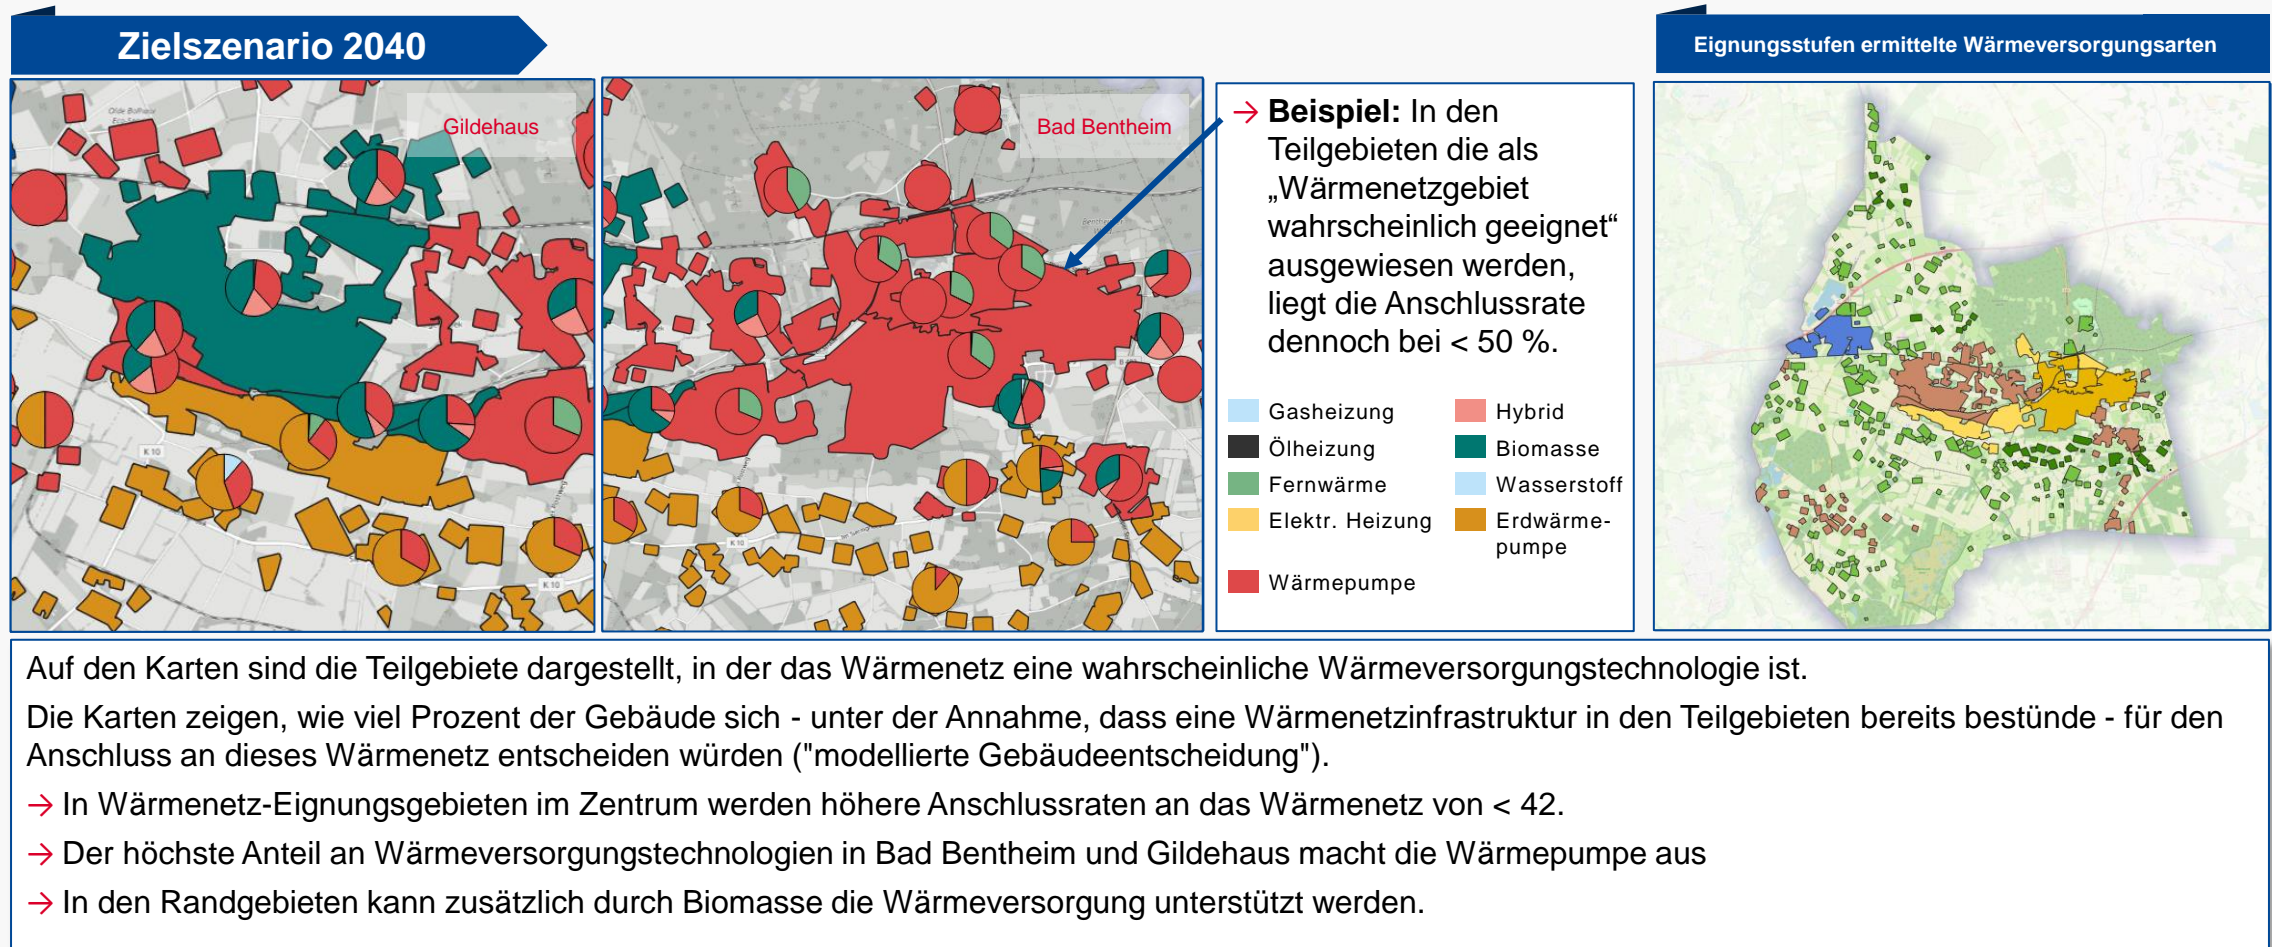 Zielszenario 2040
Eignungsstufen ermittelte Wärmeversorgungsarten
Gildehaus
K 10
K 10
Bad Bentheim
K 10
→ Beispiel: In den
Teilgebieten die als
„Wärmenetzgebiet
wahrscheinlich geeignet“
ausgewiesen werden,
liegt die Anschlussrate
dennoch bei < 50 %.
Gasheizung
Hybrid
Ölheizung
Biomasse
Fernwärme
Wasserstoff
Elektr. Heizung
Erdwärme-
pumpe
Wärmepumpe
Auf den Karten sind die Teilgebiete dargestellt, in der das Wärmenetz eine wahrscheinliche Wärmeversorgungstechnologie ist.
Die Karten zeigen, wie viel Prozent der Gebäude sich - unter der Annahme, dass eine Wärmenetzinfrastruktur in den Teilgebieten bereits bestünde - für den
Anschluss an dieses Wärmenetz entscheiden würden ("modellierte Gebäudeentscheidung").
→ In Wärmenetz-Eignungsgebieten im Zentrum werden höhere Anschlussraten an das Wärmenetz von < 42.
→ Der höchste Anteil an Wärmeversorgungstechnologien in Bad Bentheim und Gildehaus macht die Wärmepumpe aus
→ In den Randgebieten kann zusätzlich durch Biomasse die Wärmeversorgung unterstützt werden.